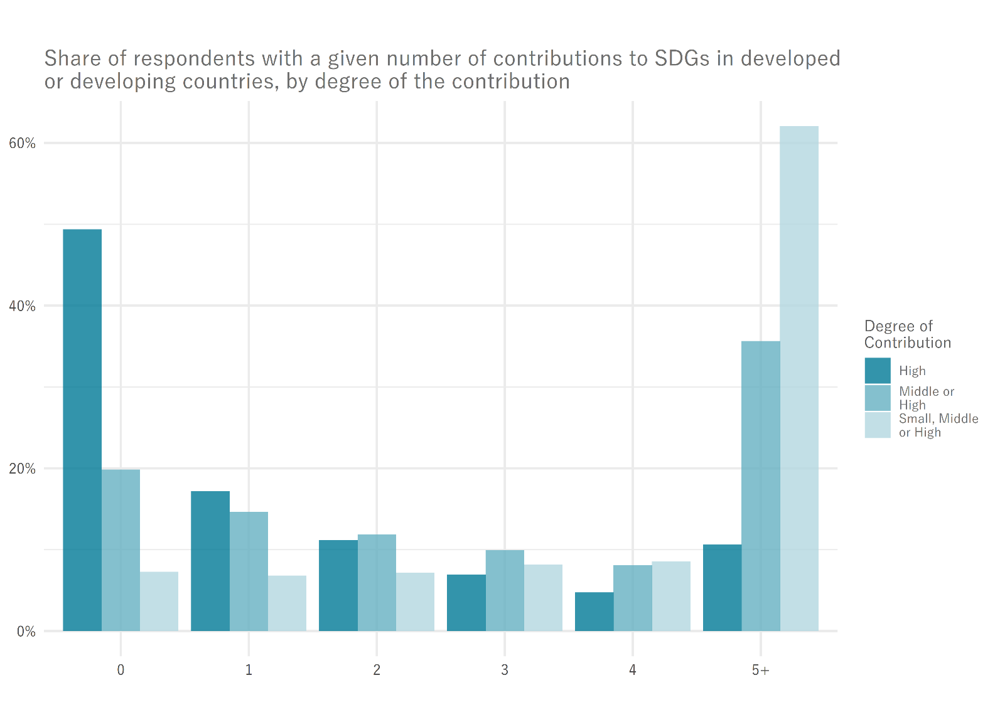 Share of respondents with a given number of contributions to SDGs in developed
or developing countries, by degree of the contribution
60%
40%
20%
0%
0
1
2
3
4
5+
Degree of
Contribution
High
Middle or
High
Small, Middle
or High